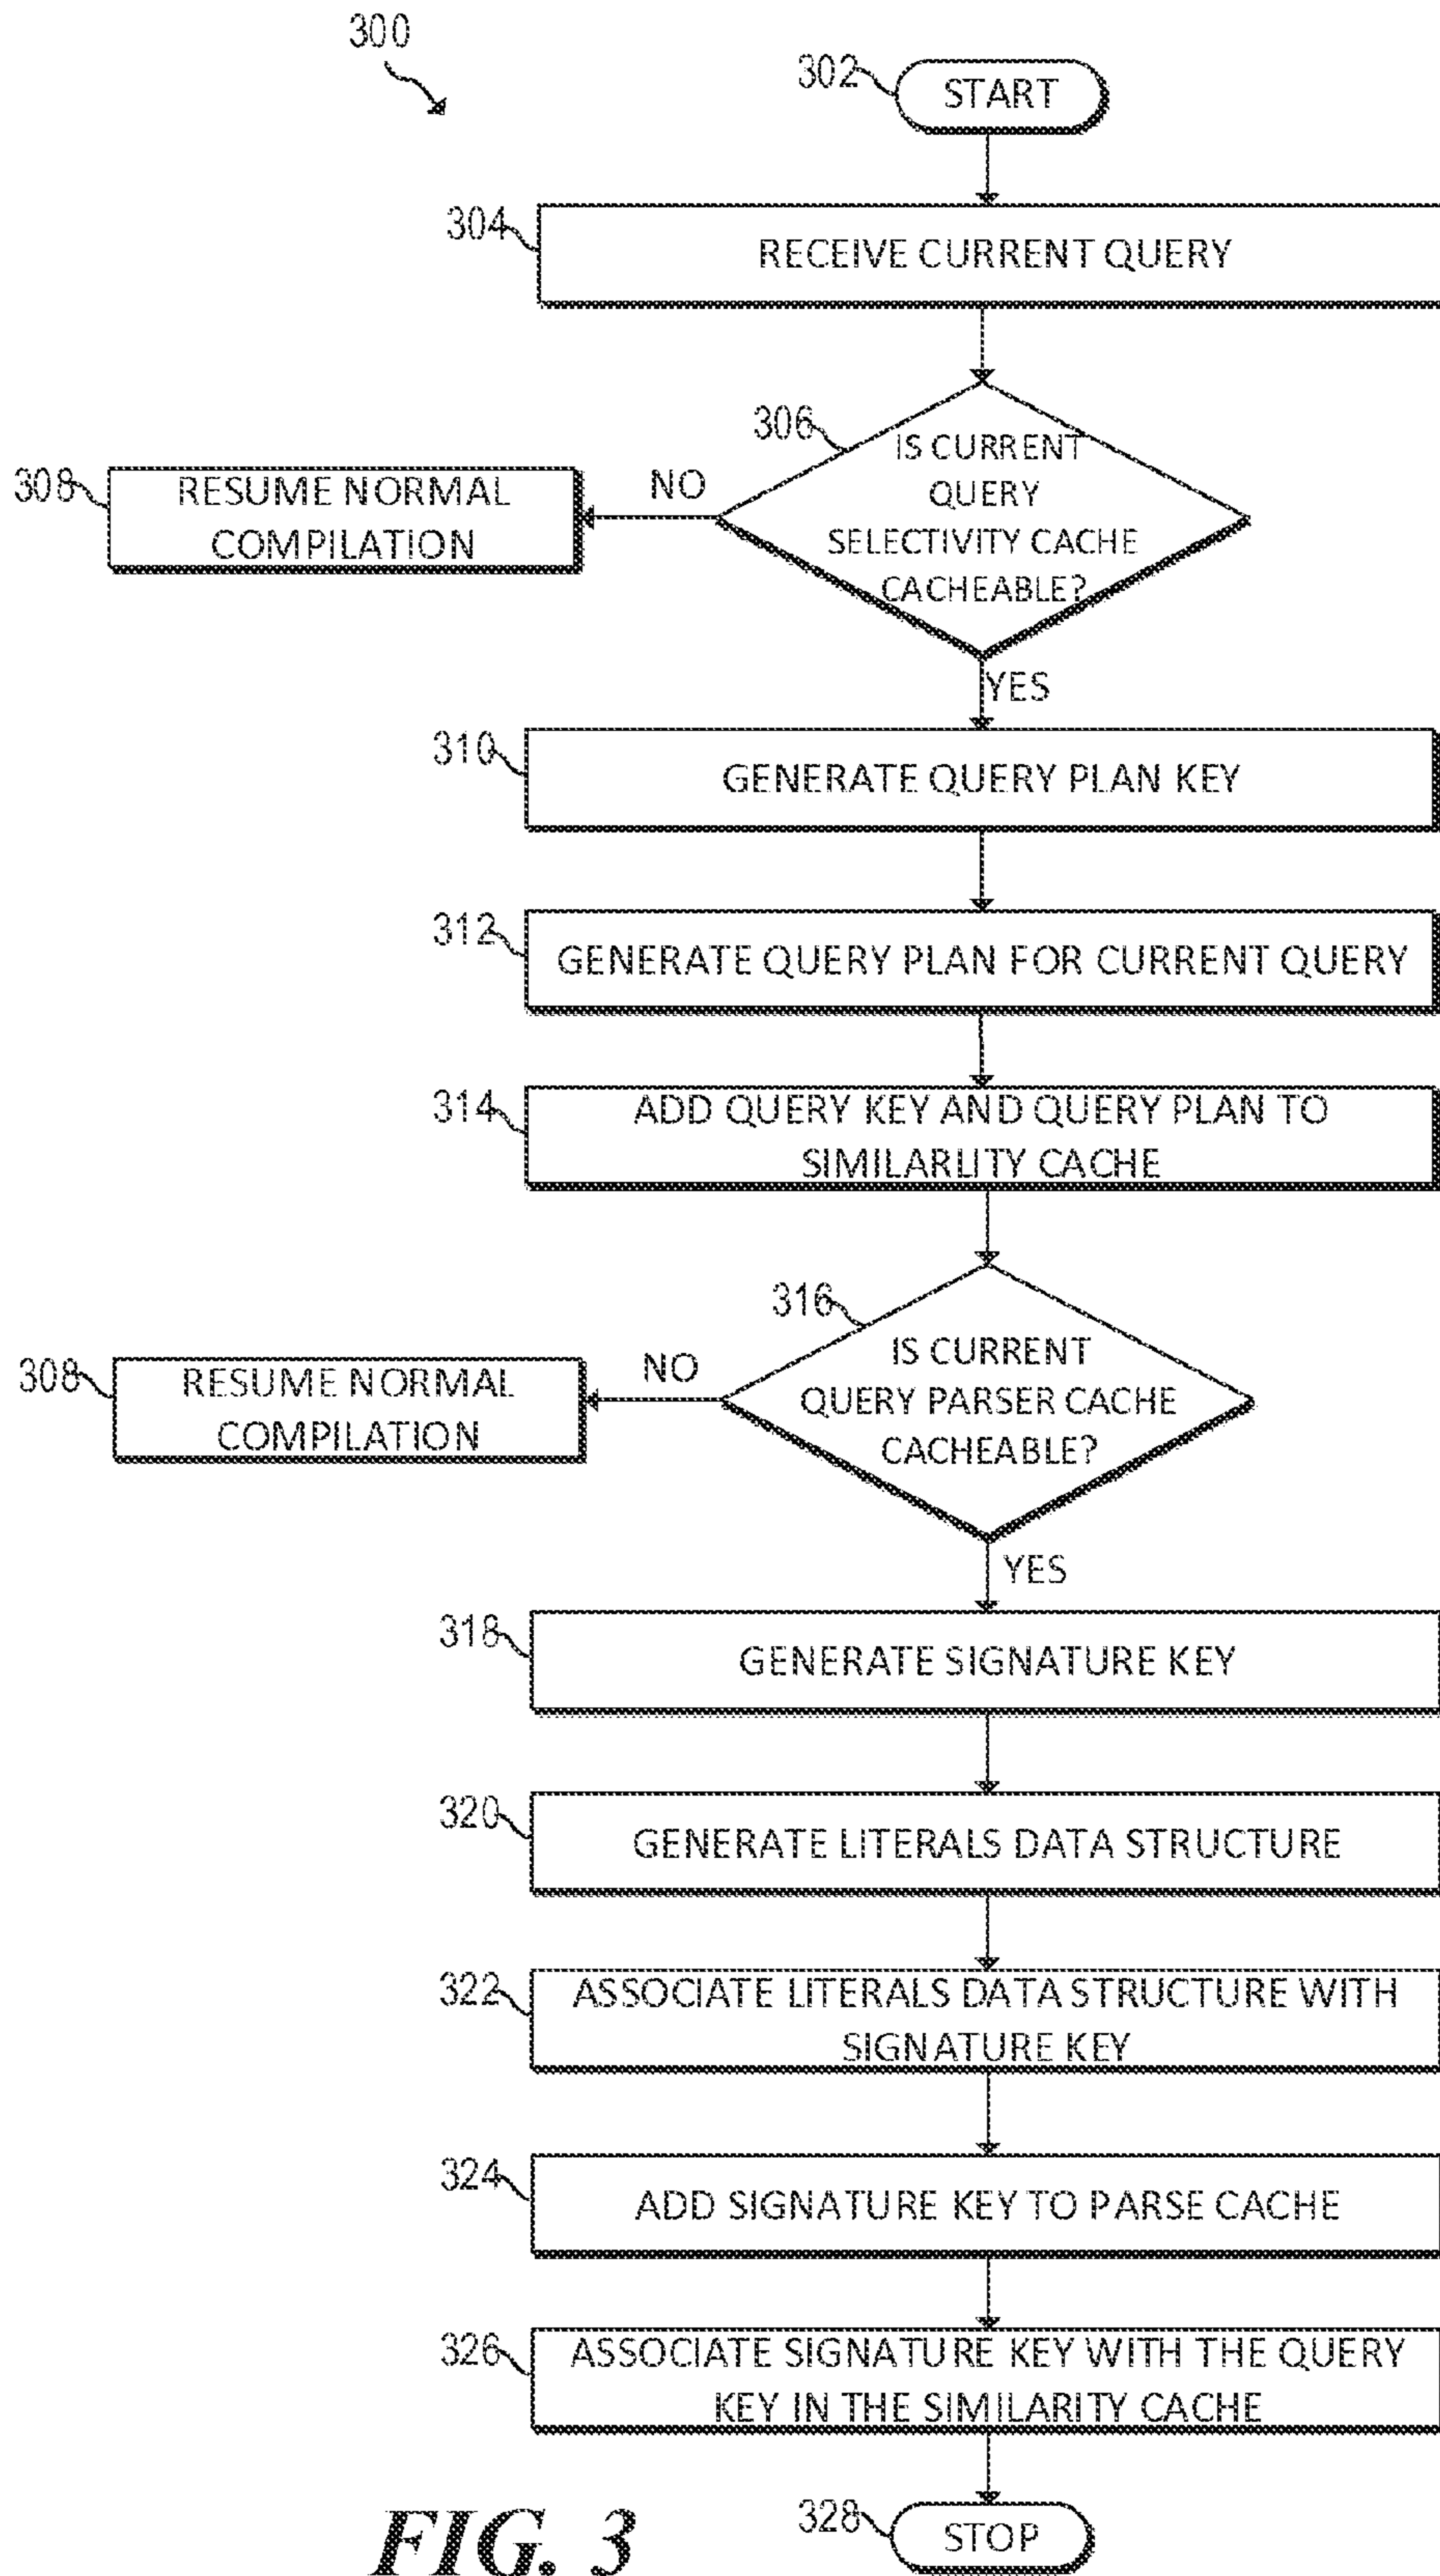 300
302
START
304
RECEIVE CURRENT QUERY
306
IS CURRENT
QUERY
SELECTIVITY CACHE
CACHEABLE?
NO
308
RESUME NORMAL
COMPILATION
YES
310
GENERATE QUERY PLAN KEY
312
GENERATE QUERY PLAN FOR CURRENT QUERY
314
ADD QUERY KEY AND QUERY PLAN TO
SIMILARLITY CACHE
316
IS CURRENT
QUERY PARSER CACHE
CACHEABLE?
NO
308
RESUME NORMAL
COMPILATION
YES
318
GENERATE SIGNATURE KEY
320
GENERATE LITERALS DATA STRUCTURE
322
ASSOCIATE LITERALS DATA STRUCTURE WITH
SIGNATURE KEY
324
ADD SIGNATURE KEY TO PARSE CACHE
326
ASSOCIATE SIGNATURE KEY WITH THE QUERY
KEY IN THE SIMILARITY CACHE
328
STOP
FIG. 3